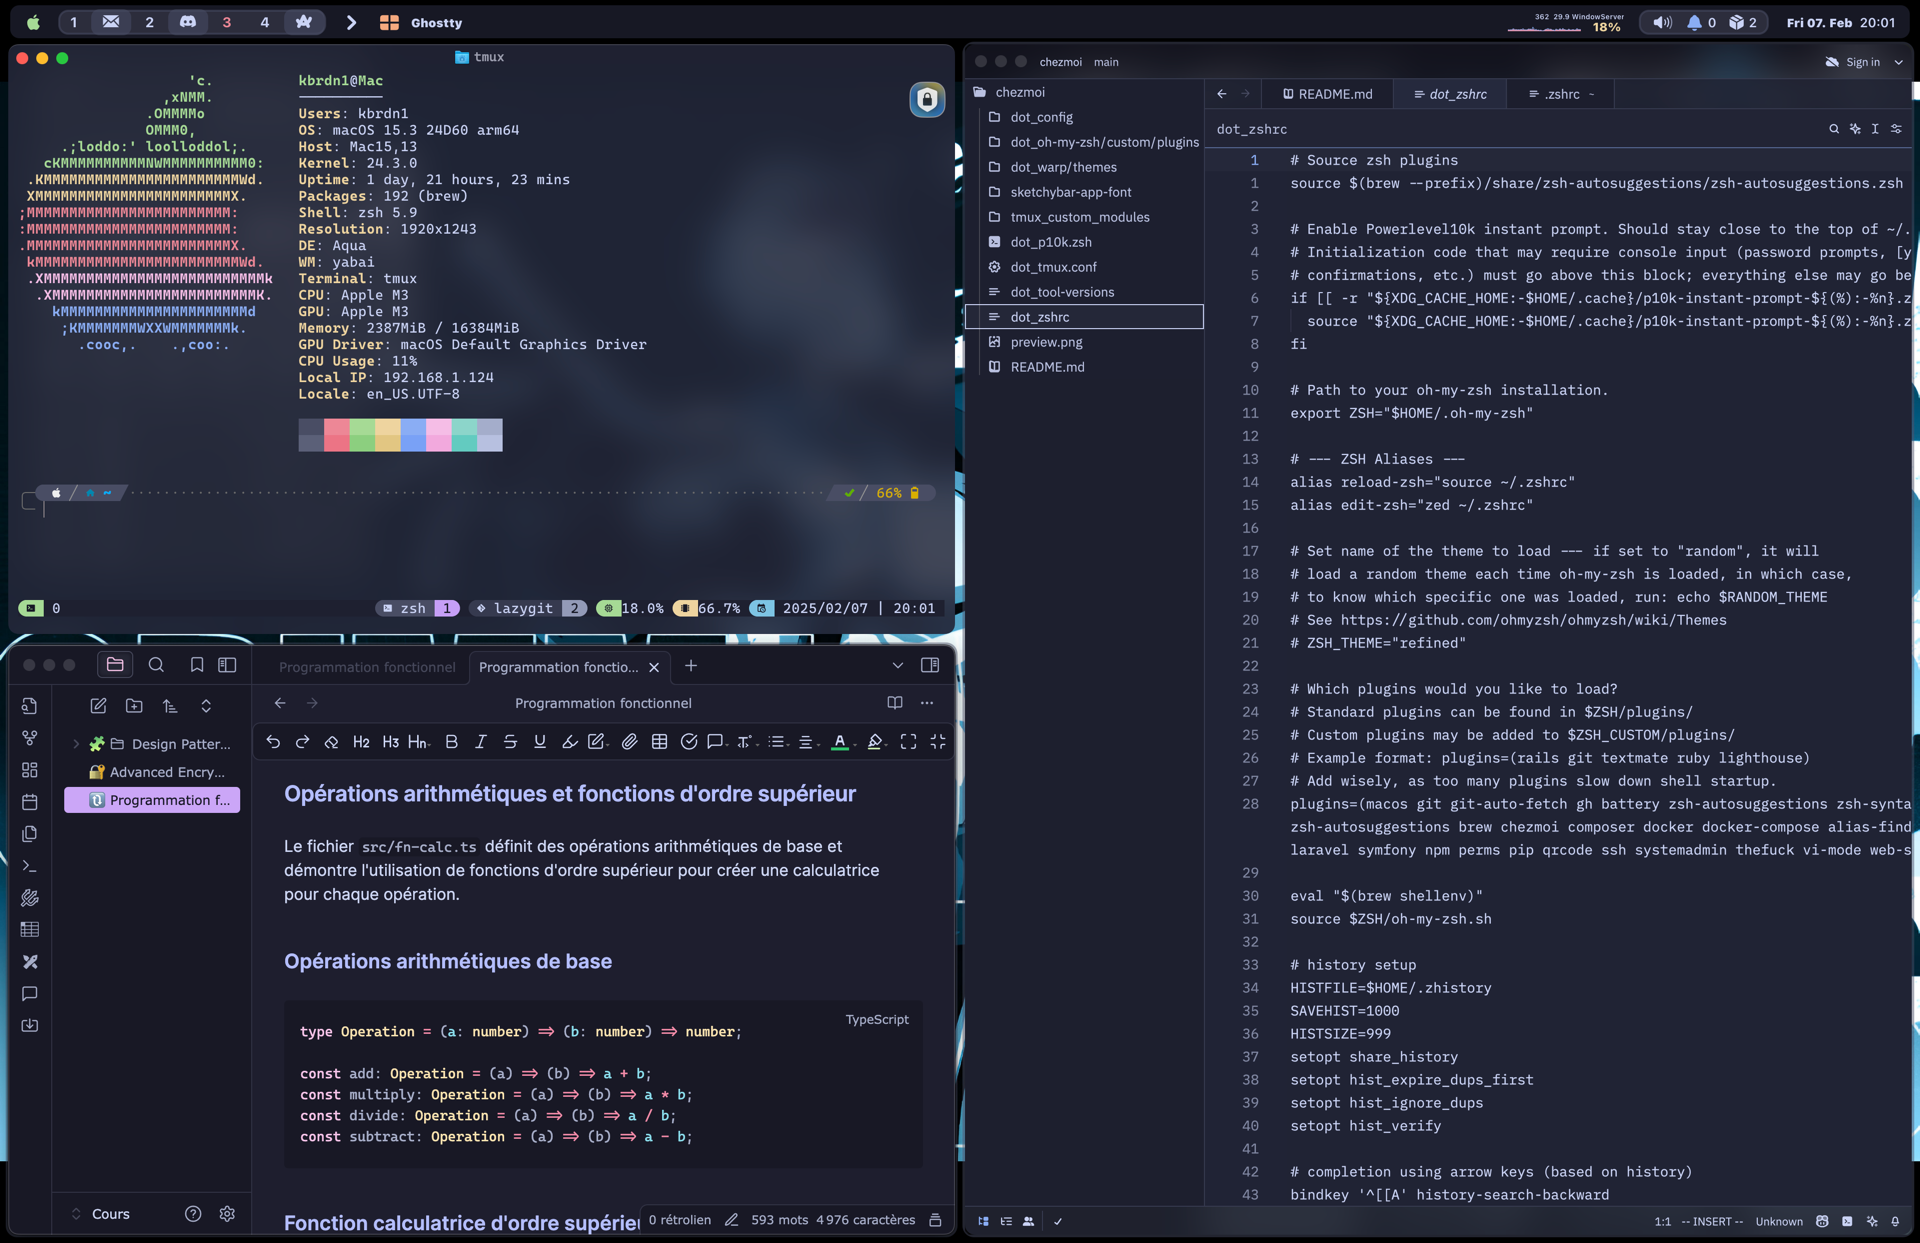 1 2 3 4 Ghostty
362 29.9 WindowServer
18%
0 2
Fri 07. Feb 20:01
tmux
'c.
,xNMM.
.OMMMMo
OMMM0,
.;loddo:' loolloddol;.
cKMMMMMMMMMMNWMMMMMMMMMM0:
.KMMMMMMMMMMMMMMMMMMMMMMMWd.
XMMMMMMMMMMMMMMMMMMMMMMMX.
;MMMMMMMMMMMMMMMMMMMMMMMM:
:MMMMMMMMMMMMMMMMMMMMMMMM:
.MMMMMMMMMMMMMMMMMMMMMMMMX.
kMMMMMMMMMMMMMMMMMMMMMMMMWd.
.XMMMMMMMMMMMMMMMMMMMMMMMMMMk
.XMMMMMMMMMMMMMMMMMMMMMMMMK.
kMMMMMMMMMMMMMMMMMMMMMMd
;KMMMMMMMWXXWMMMMMMMk.
.cooc,. .,coo:.
kbrdn1@Mac
Users: kbrdn1
OS: macOS 15.3 24D60 arm64
Host: Mac15,13
Kernel: 24.3.0
Uptime: 1 day, 21 hours, 23 mins
Packages: 192 (brew)
Shell: zsh 5.9
Resolution: 1920x1243
DE: Aqua
WM: yabai
Terminal: tmux
CPU: Apple M3
GPU: Apple M3
Memory: 2387MiB / 16384MiB
GPU Driver: macOS Default Graphics Driver
CPU Usage: 11%
Local IP: 192.168.1.124
Locale: en_US.UTF-8
/ ~
/ 66%
0 zsh 1 lazygit 2 18.0% 66.7% 2025/02/07 | 20:01
Programmation fonctionnel
Programmation fonctio...
Programmation fonctionnel
H2 H3 Hn B I S U A
Design Patter...
Advanced Encry...
Programmation f...
Cours
Opérations arithmétiques et fonctions d'ordre supérieur
Le fichier src/fn-calc.ts définit des opérations arithmétiques de base et
démontre l'utilisation de fonctions d'ordre supérieur pour créer une calculatrice
pour chaque opération.
Opérations arithmétiques de base
TypeScript
type Operation = (a: number) ⇒ (b: number) ⇒ number;
const add: Operation = (a) ⇒ (b) ⇒ a + b;
const multiply: Operation = (a) ⇒ (b) ⇒ a * b;
const divide: Operation = (a) ⇒ (b) ⇒ a / b;
const subtract: Operation = (a) ⇒ (b) ⇒ a - b;
Fonction calculatrice d'ordre supérieu
0 rétrolien 593 mots 4 976 caractères
chezmoi main
Sign in
chezmoi
dot_config
dot_oh-my-zsh/custom/plugins
dot_warp/themes
sketchybar-app-font
tmux_custom_modules
dot_p10k.zsh
dot_tmux.conf
dot_tool-versions
dot_zshrc
preview.png
README.md
README.md dot_zshrc .zshrc ~
dot_zshrc
1 # Source zsh plugins
1 source $(brew --prefix)/share/zsh-autosuggestions/zsh-autosuggestions.zsh
2
3 # Enable Powerlevel10k instant prompt. Should stay close to the top of ~/.
4 # Initialization code that may require console input (password prompts, [y
5 # confirmations, etc.) must go above this block; everything else may go be
6 if [[ -r "${XDG_CACHE_HOME:-$HOME/.cache}/p10k-instant-prompt-${(%):-%n}.z
7 source "${XDG_CACHE_HOME:-$HOME/.cache}/p10k-instant-prompt-${(%):-%n}.z
8 fi
9
10 # Path to your oh-my-zsh installation.
11 export ZSH="$HOME/.oh-my-zsh"
12
13 # --- ZSH Aliases ---
14 alias reload-zsh="source ~/.zshrc"
15 alias edit-zsh="zed ~/.zshrc"
16
17 # Set name of the theme to load --- if set to "random", it will
18 # load a random theme each time oh-my-zsh is loaded, in which case,
19 # to know which specific one was loaded, run: echo $RANDOM_THEME
20 # See https://github.com/ohmyzsh/ohmyzsh/wiki/Themes
21 # ZSH_THEME="refined"
22
23 # Which plugins would you like to load?
24 # Standard plugins can be found in $ZSH/plugins/
25 # Custom plugins may be added to $ZSH_CUSTOM/plugins/
26 # Example format: plugins=(rails git textmate ruby lighthouse)
27 # Add wisely, as too many plugins slow down shell startup.
28 plugins=(macos git git-auto-fetch gh battery zsh-autosuggestions zsh-synta
zsh-autosuggestions brew chezmoi composer docker docker-compose alias-find
laravel symfony npm perms pip qrcode ssh systemadmin thefuck vi-mode web-s
29
30 eval "$(brew shellenv)"
31 source $ZSH/oh-my-zsh.sh
32
33 # history setup
34 HISTFILE=$HOME/.zhistory
35 SAVEHIST=1000
36 HISTSIZE=999
37 setopt share_history
38 setopt hist_expire_dups_first
39 setopt hist_ignore_dups
40 setopt hist_verify
41
42 # completion using arrow keys (based on history)
43 bindkey '^[[A' history-search-backward
1:1 -- INSERT -- Unknown